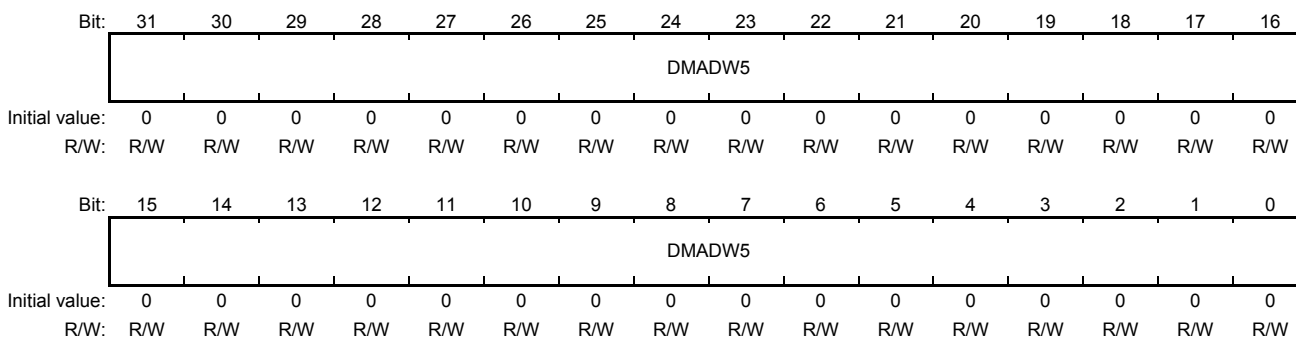 Bit: 31 30 29 28 27 26 25 24 23 22 21 20 19 18 17 16
DMADW5
Initial value: 0 0 0 0 0 0 0 0 0 0 0 0 0 0 0 0
R/W: R/W R/W R/W R/W R/W R/W R/W R/W R/W R/W R/W R/W R/W R/W R/W R/W
Bit: 15 14 13 12 11 10 9 8 7 6 5 4 3 2 1 0
DMADW5
Initial value: 0 0 0 0 0 0 0 0 0 0 0 0 0 0 0 0
R/W: R/W R/W R/W R/W R/W R/W R/W R/W R/W R/W R/W R/W R/W R/W R/W R/W